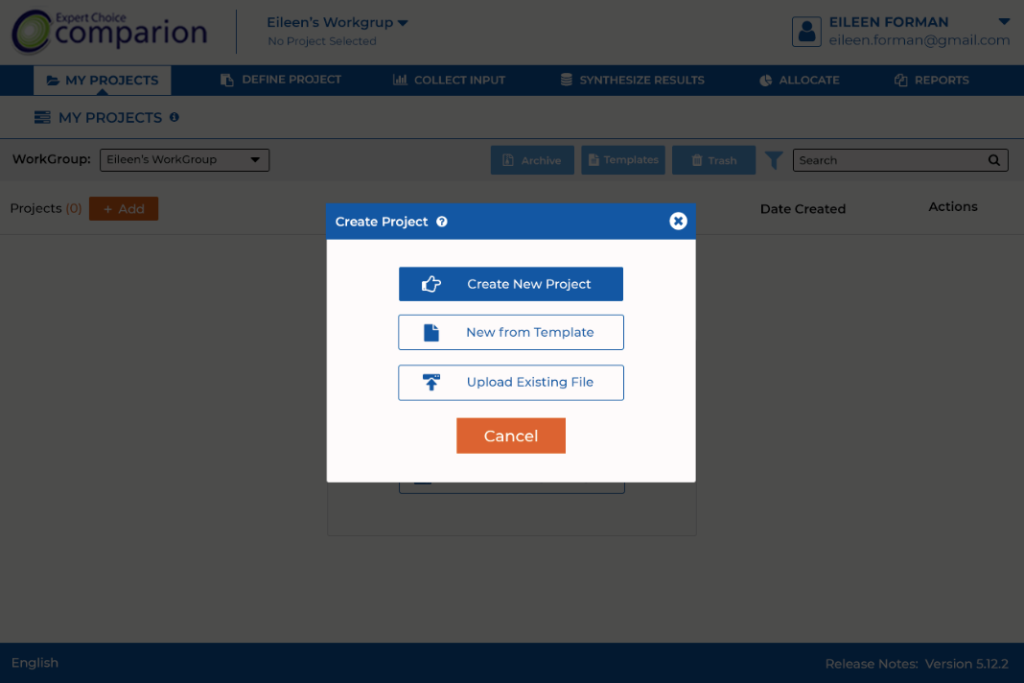 Expert Choice
comparion
Eileen's Workgrup
No Project Selected
EILEEN FORMAN
eileen.forman@gmail.com
MY PROJECTS
DEFINE PROJECT
COLLECT INPUT
SYNTHESIZE RESULTS
ALLOCATE
REPORTS
MY PROJECTS
WorkGroup:
Eileen's WorkGroup
Archive
Templates
Trash
Search
Projects (0)
+ Add
Date Created
Actions
Create Project
Create New Project
New from Template
Upload Existing File
Cancel
English
Release Notes: Version 5.12.2